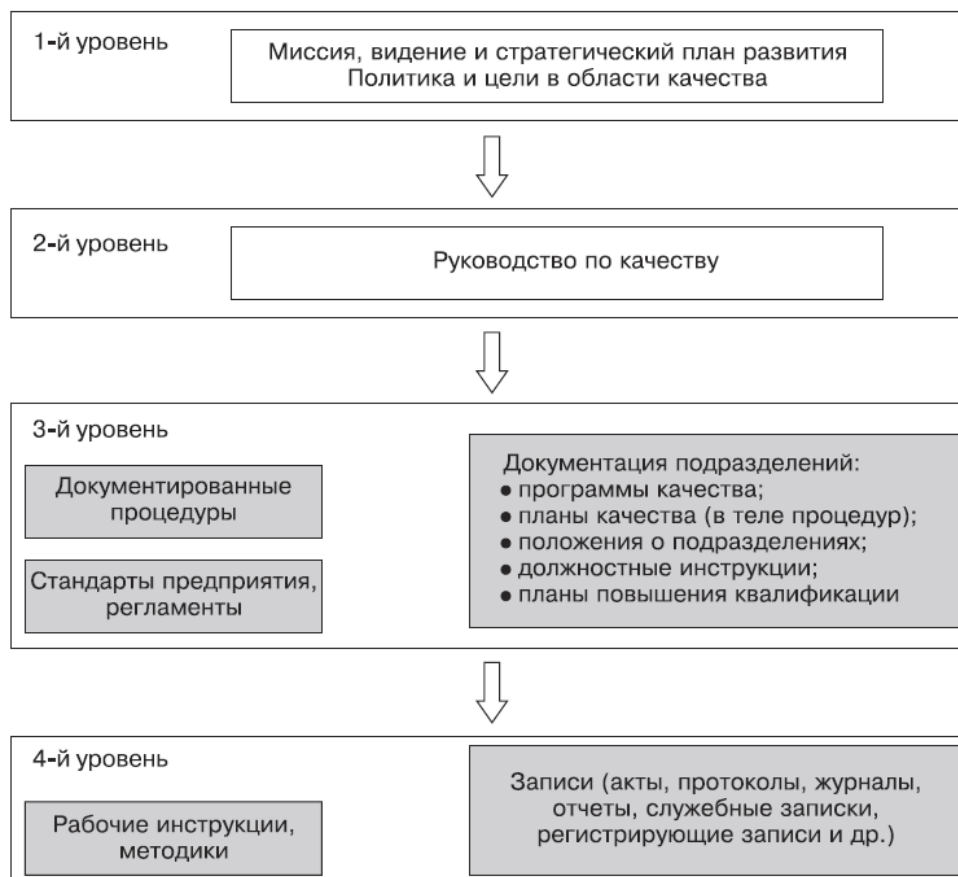 1-й уровень
Миссия, видение и стратегический план развития
Политика и цели в области качества
2-й уровень
Руководство по качеству
3-й уровень
Документированные
процедуры
Стандарты предприятия,
регламенты
Документация подразделений:
● программы качества;
● планы качества (в теле процедур);
● положения о подразделениях;
● должностные инструкции;
● планы повышения квалификации
4-й уровень
Рабочие инструкции,
методики
Записи (акты, протоколы, журналы,
отчеты, служебные записки,
регистрирующие записи и др.)